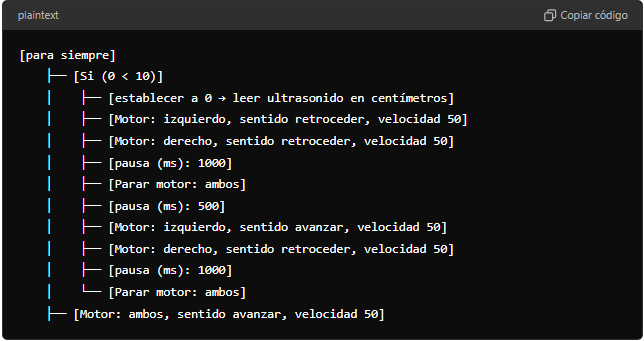 plaintext
Copiar código
[para siempre]
├── [Si (0 < 10)]
│   ├── [establecer a 0 → leer ultrasonido en centímetros]
│   ├── [Motor: izquierdo, sentido retroceder, velocidad 50]
│   ├── [Motor: derecho, sentido retroceder, velocidad 50]
│   ├── [pausa (ms): 1000]
│   ├── [Parar motor: ambos]
│   ├── [pausa (ms): 500]
│   ├── [Motor: izquierdo, sentido avanzar, velocidad 50]
│   ├── [Motor: derecho, sentido retroceder, velocidad 50]
│   ├── [pausa (ms): 1000]
│   └── [Parar motor: ambos]
├── [Motor: ambos, sentido avanzar, velocidad 50]